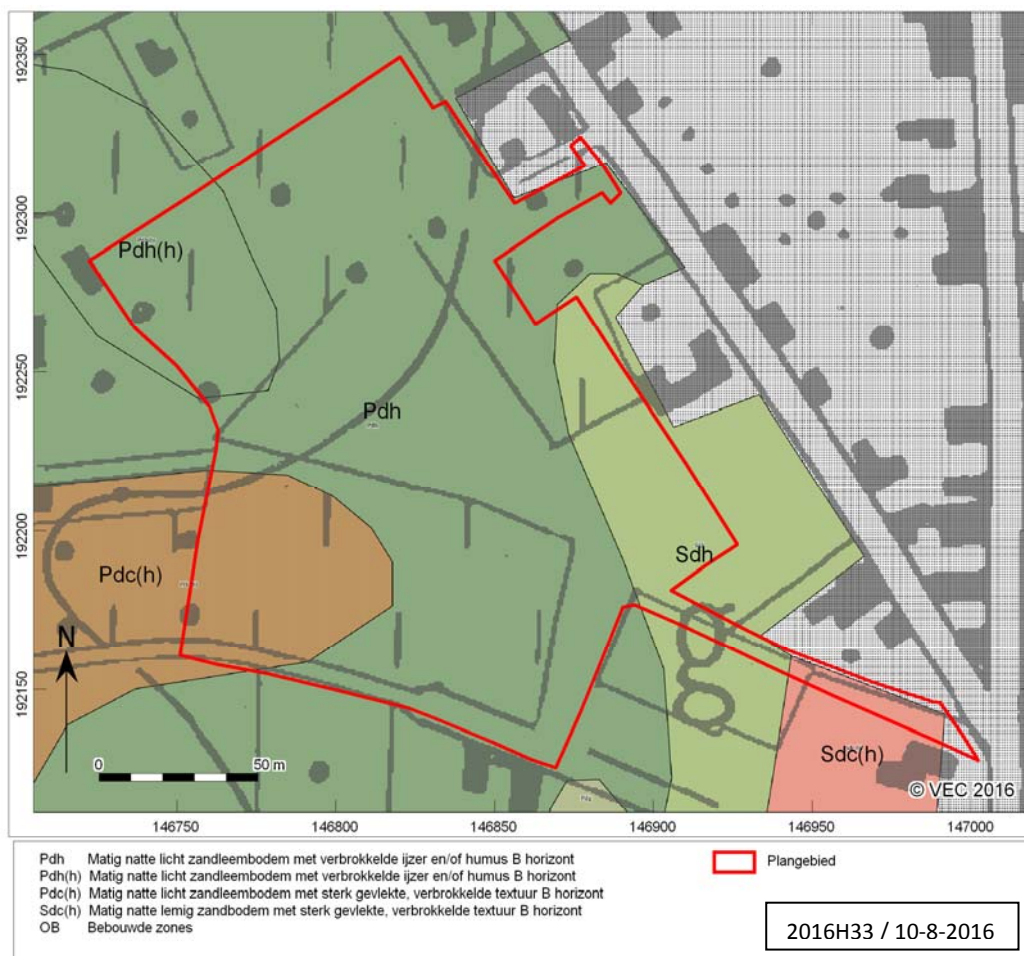 192350
192300
192250
192200
192150
Pdh(h)
Pdh
Pdc(h)
Sdh
Sdc(h)
N
0 50 m
© VEC 2016
146750 146800 146850 146900 146950 147000
Pdh Matig natte licht zandleembodem met verbrokkelde ijzer en/of humus B horizont
Pdh(h) Matig natte licht zandleembodem met verbrokkelde ijzer en/of humus B horizont
Pdc(h) Matig natte licht zandleembodem met sterk gevlekte, verbrokkelde textuur B horizont
Sdc(h) Matig natte lemig zandbodem met sterk gevlekte, verbrokkelde textuur B horizont
OB Bebouwde zones
Plangebied
2016H33 / 10-8-2016